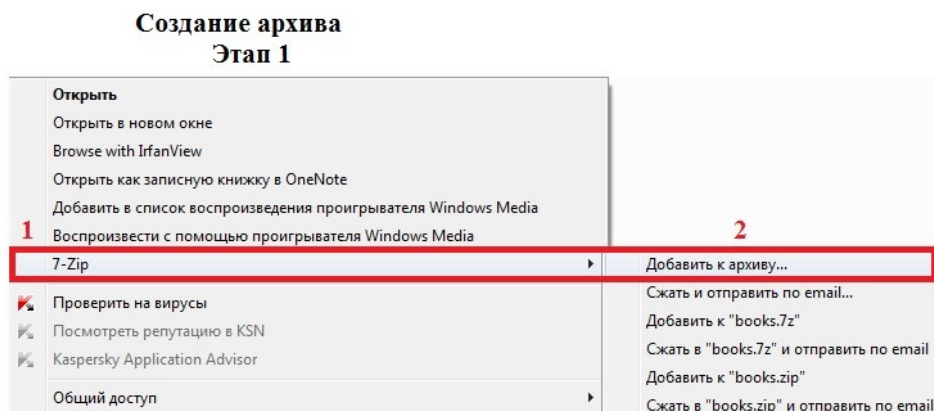 Создание архива
Этап 1
Открыть
Открыть в новом окне
Browse with IrfanView
Открыть как записную книжку в OneNote
Добавить в список воспроизведения проигрывателя Windows Media
1
Воспроизвести с помощью проигрывателя Windows Media
7-Zip
Проверить на вирусы
Посмотреть репутацию в KSN
Kaspersky Application Advisor
Общий доступ
2
Добавить к архиву...
Сжать и отправить по email...
Добавить к "books.7z"
Сжать в "books.7z" и отправить по email
Добавить к "books.zip"
Сжать в "books.zip" и отправить по email